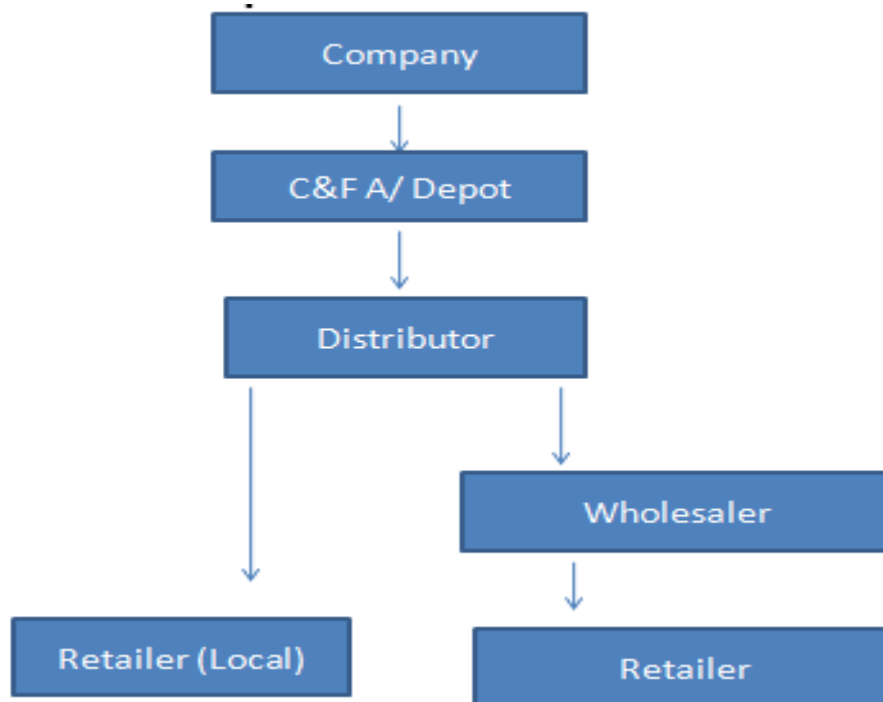 Company
C&F A/ Depot
Distributor
Wholesaler
Retailer (Local)
Retailer